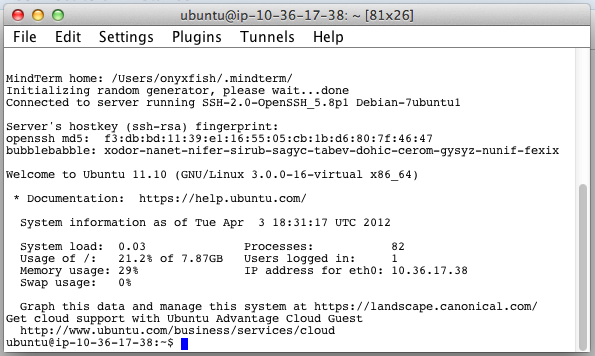 ubuntu@ip-10-36-17-38: ~ [81x26]
File Edit Settings Plugins Tunnels Help
MindTerm home: /Users/onyxfish/.mindterm/
Initializing random generator, please wait...done
Connected to server running SSH-2.0-OpenSSH_5.8p1 Debian-7ubuntu1
Server's hostkey (ssh-rsa) fingerprint:
openssh md5:  f3:db:bd:11:39:e1:16:55:05:cb:1b:d6:80:7f:46:47
bubblebabble: xodor-nanet-nifer-sirub-sagyc-tabev-dohic-cerom-gysyz-nunif-fexix
Welcome to Ubuntu 11.10 (GNU/Linux 3.0.0-16-virtual x86_64)
* Documentation:  https://help.ubuntu.com/
System information as of Tue Apr  3 18:31:17 UTC 2012
System load:  0.03 Processes: 82
Usage of /:   21.2% of 7.87GB Users logged in: 1
Memory usage: 29% IP address for eth0: 10.36.17.38
Swap usage:   0%
Graph this data and manage this system at https://landscape.canonical.com/
Get cloud support with Ubuntu Advantage Cloud Guest
http://www.ubuntu.com/business/services/cloud
ubuntu@ip-10-36-17-38:~$